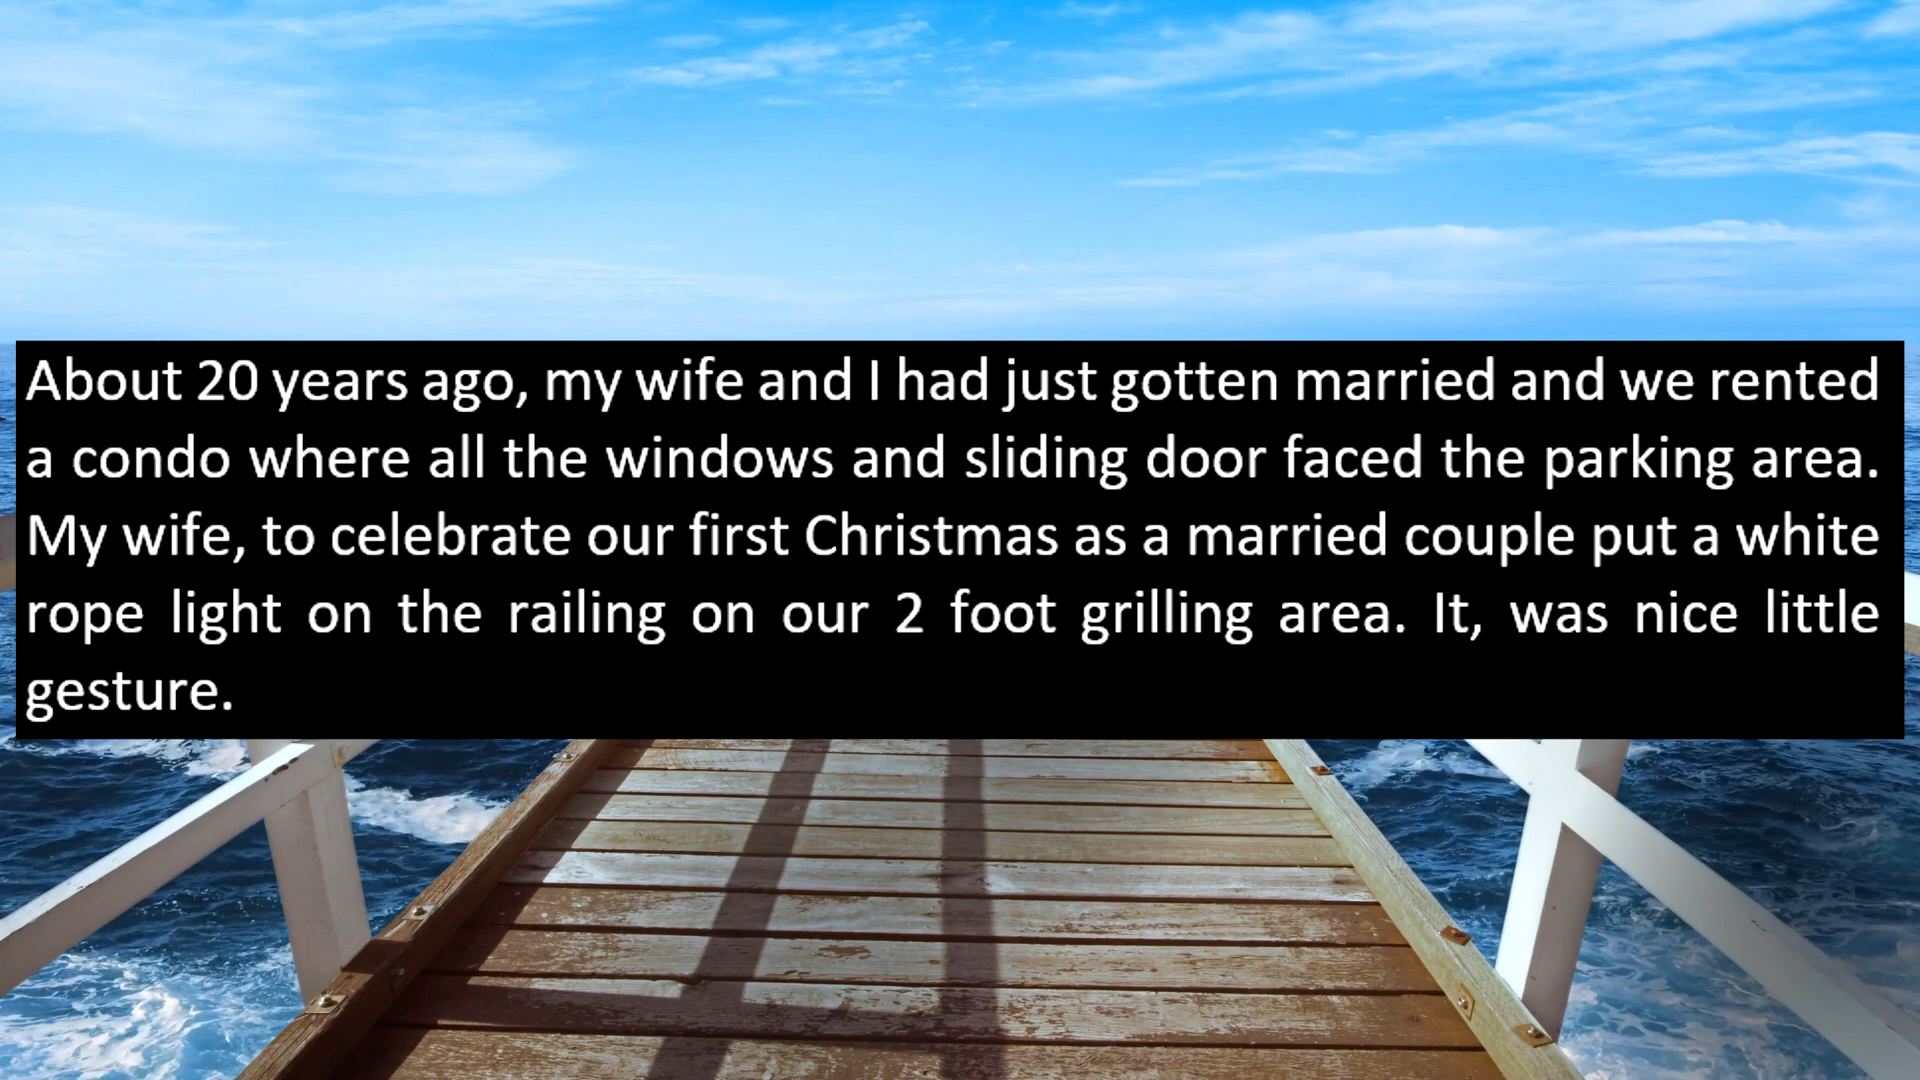 About 20 years ago, my wife and I had just gotten married and we rented
a condo where all the windows and sliding door faced the parking area.
My wife, to celebrate our first Christmas as a married couple put a white
rope light on the railing on our 2 foot grilling area. It, was nice little
gesture.